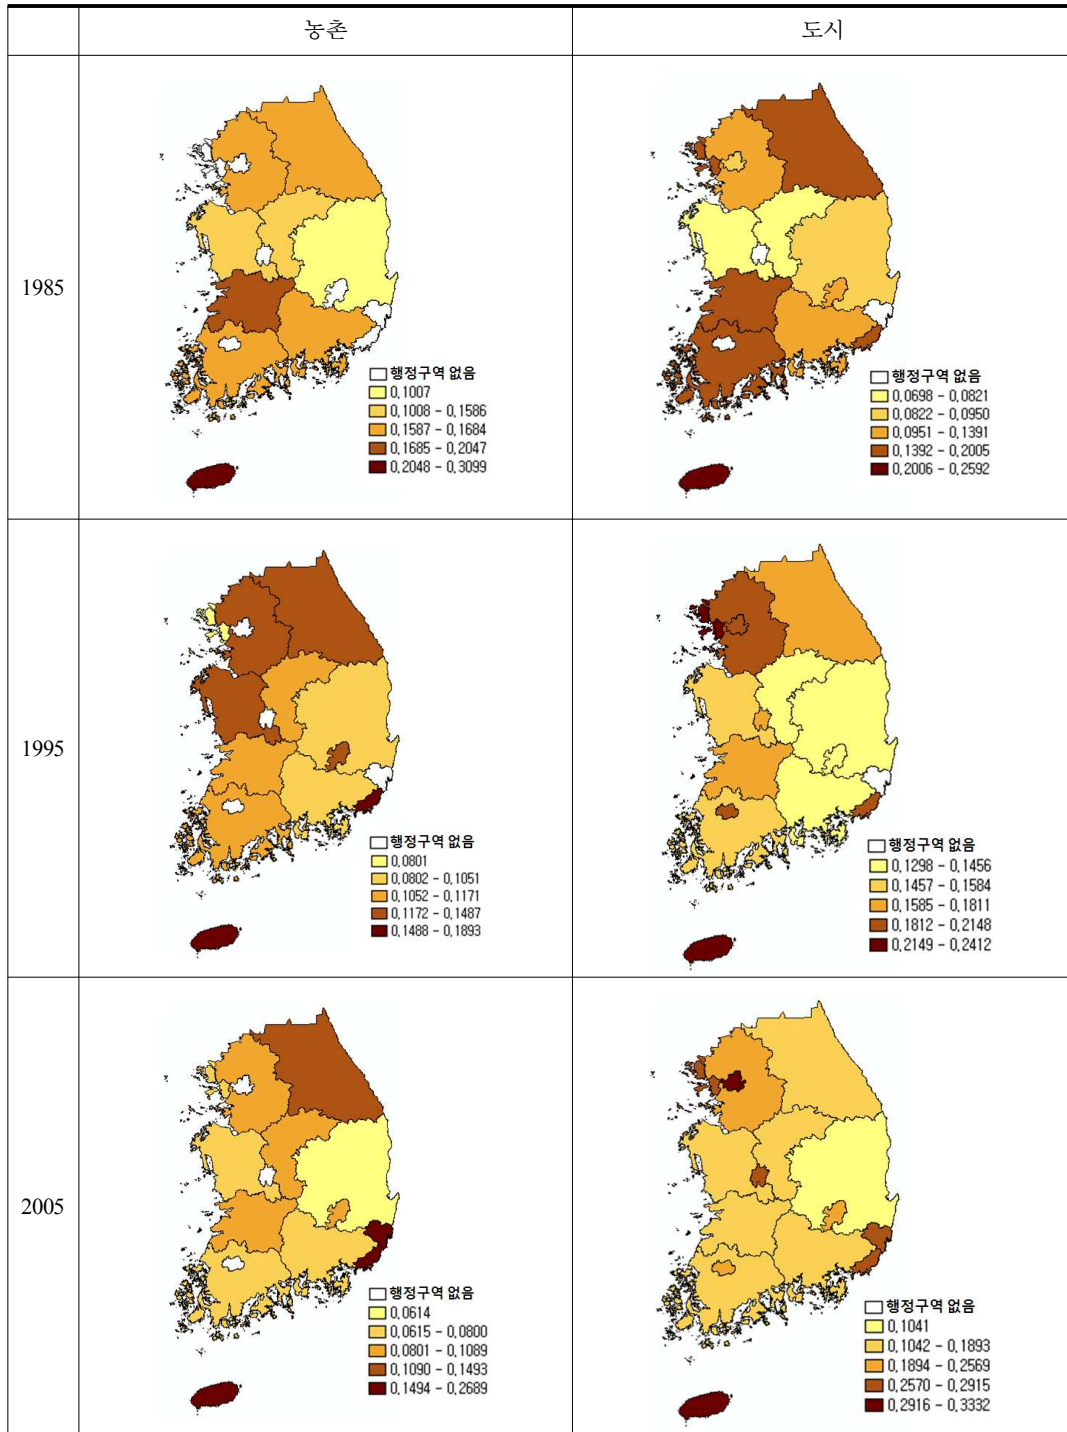 농촌
도시
1985
행정구역 없음
0,1007
0,1008 - 0,1586
0,1587 - 0,1684
0,1685 - 0,2047
0,2048 - 0,3099
행정구역 없음
0,0698 - 0,0821
0,0822 - 0,0950
0,0951 - 0,1391
0,1392 - 0,2005
0,2006 - 0,2592
1995
행정구역 없음
0,0801
0,0802 - 0,1051
0,1052 - 0,1171
0,1172 - 0,1487
0,1488 - 0,1893
행정구역 없음
0,1298 - 0,1456
0,1457 - 0,1584
0,1585 - 0,1811
0,1812 - 0,2148
0,2149 - 0,2412
2005
행정구역 없음
0,0614
0,0615 - 0,0800
0,0801 - 0,1089
0,1090 - 0,1493
0,1494 - 0,2689
행정구역 없음
0,1041
0,1042 - 0,1893
0,1894 - 0,2569
0,2570 - 0,2915
0,2916 - 0,3332